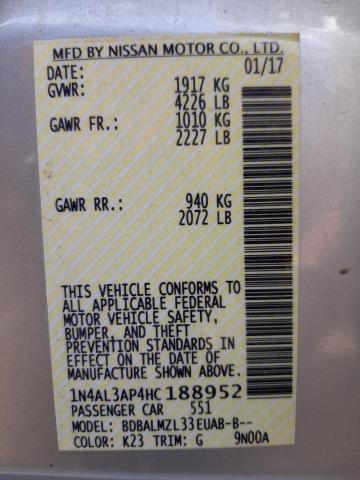 MFD BY NISSAN MOTOR CO., LTD.
DATE: 01/17
GVWR: 1917 KG
4226 LB
GAWR FR.: 1010 KG
2227 LB
GAWR RR.: 940 KG
2072 LB
THIS VEHICLE CONFORMS TO
ALL APPLICABLE FEDERAL
MOTOR VEHICLE SAFETY,
BUMPER, AND THEFT
PREVENTION STANDARDS IN
EFFECT ON THE DATE OF
MANUFACTURE SHOWN ABOVE.
1N4AL3AP4HC188952
PASSENGER CAR 551
MODEL: BDBALMZL33EUAB-B--
COLOR: K23 TRIM: G 9N00A